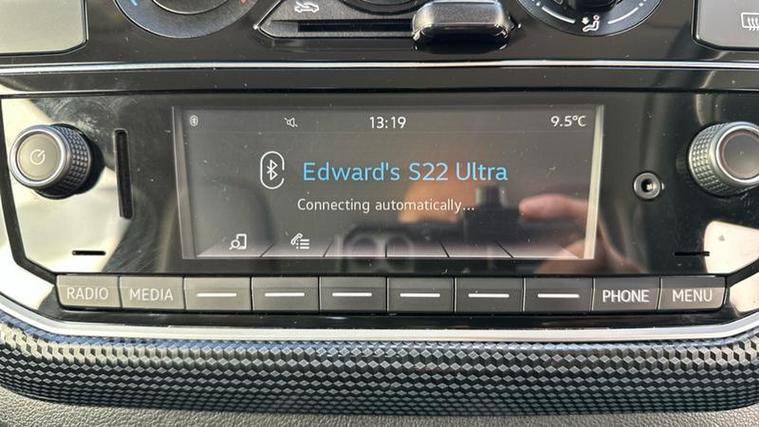 13:19 9.5°C
Edward's S22 Ultra
Connecting automatically...
RADIO MEDIA PHONE MENU